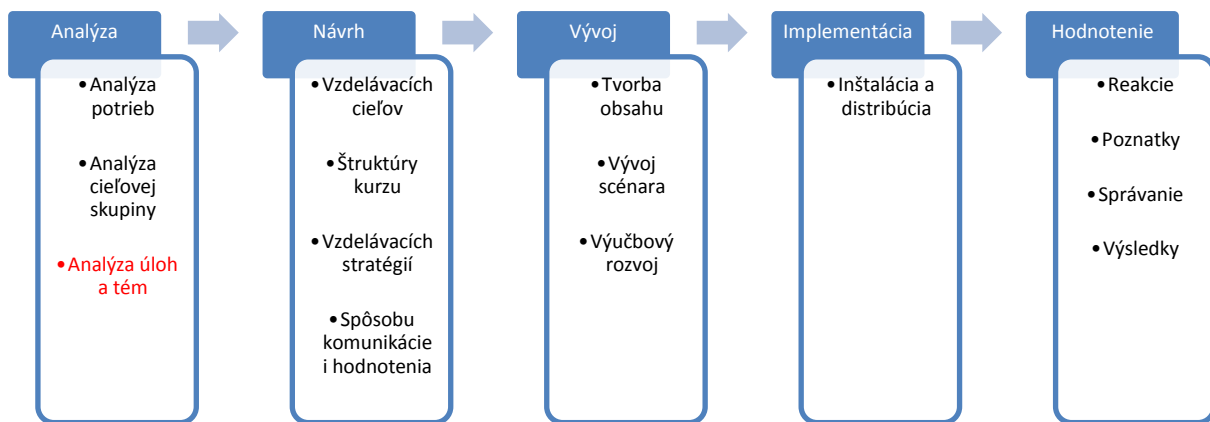 Analýza
•Analýza
potrieb
•Analýza
cieľovej
skupiny
•Analýza úloh
a tém
Návrh
•Vzdelávacích
cieľov
•Štruktúry
kurzu
•Vzdelávacích
stratégií
•Spôsobu
komunikácie
i hodnotenia
Vývoj
•Tvorba
obsahu
•Vývoj
scénara
•Výučbový
rozvoj
Implementácia
•Inštalácia a
distribúcia
Hodnotenie
•Reakcie
•Poznatky
•Správanie
•Výsledky